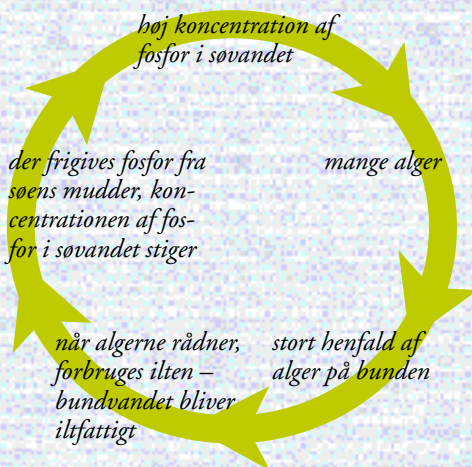 høj koncentration af
fosfor i søvandet
mange alger
stort henfald af
alger på bunden
når algerne rådner,
forbruges ilten –
bundvandet bliver
iltfattigt
der frigives fosfor fra
søens mudder, kon-
centrationen af fos-
for i søvandet stiger